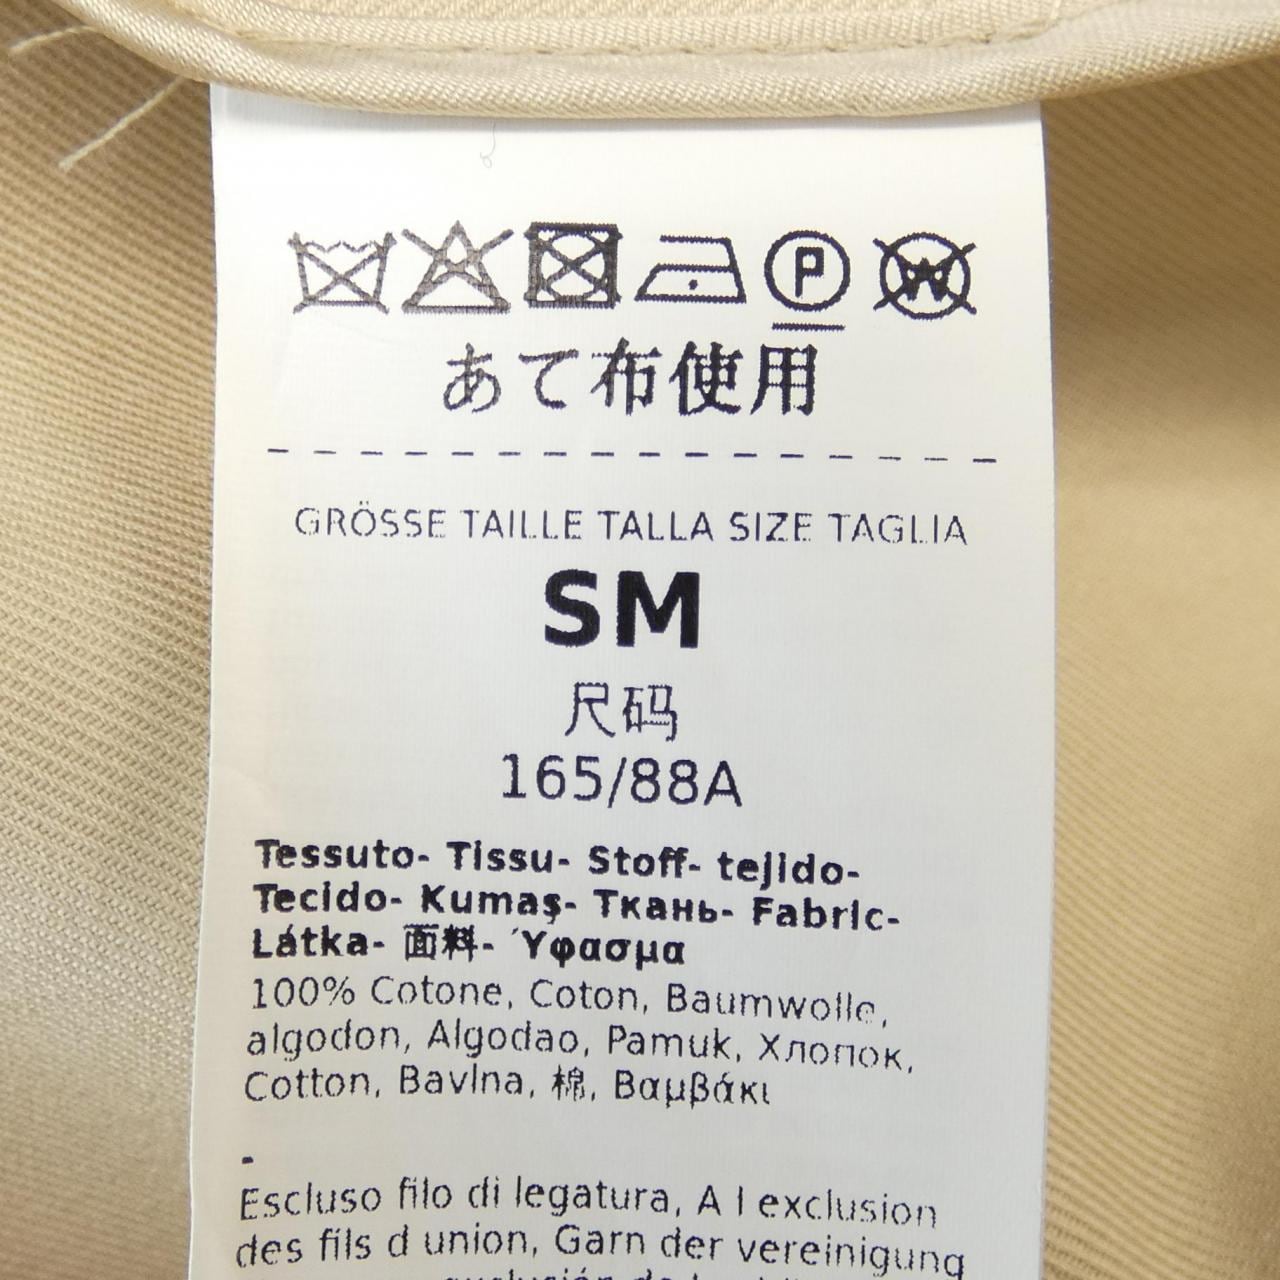 P
W
あて布使用
GRÖSSE TAILLE TALLA SIZE TAGLIA
SM
尺码
165/88A
Tessuto- Tissu- Stoff- tejido-
Tecido- Kumaş- Ткань- Fabric-
Látka- 面料- Ύφασμα
100% Cotone, Coton, Baumwolle,
algodon, Algodao, Pamuk, Хлопок,
Cotton, Bavlna, 棉, Βαμβάκι
-
Escluso filo di legatura, A l exclusion
des fils d union, Garn der vereinigung